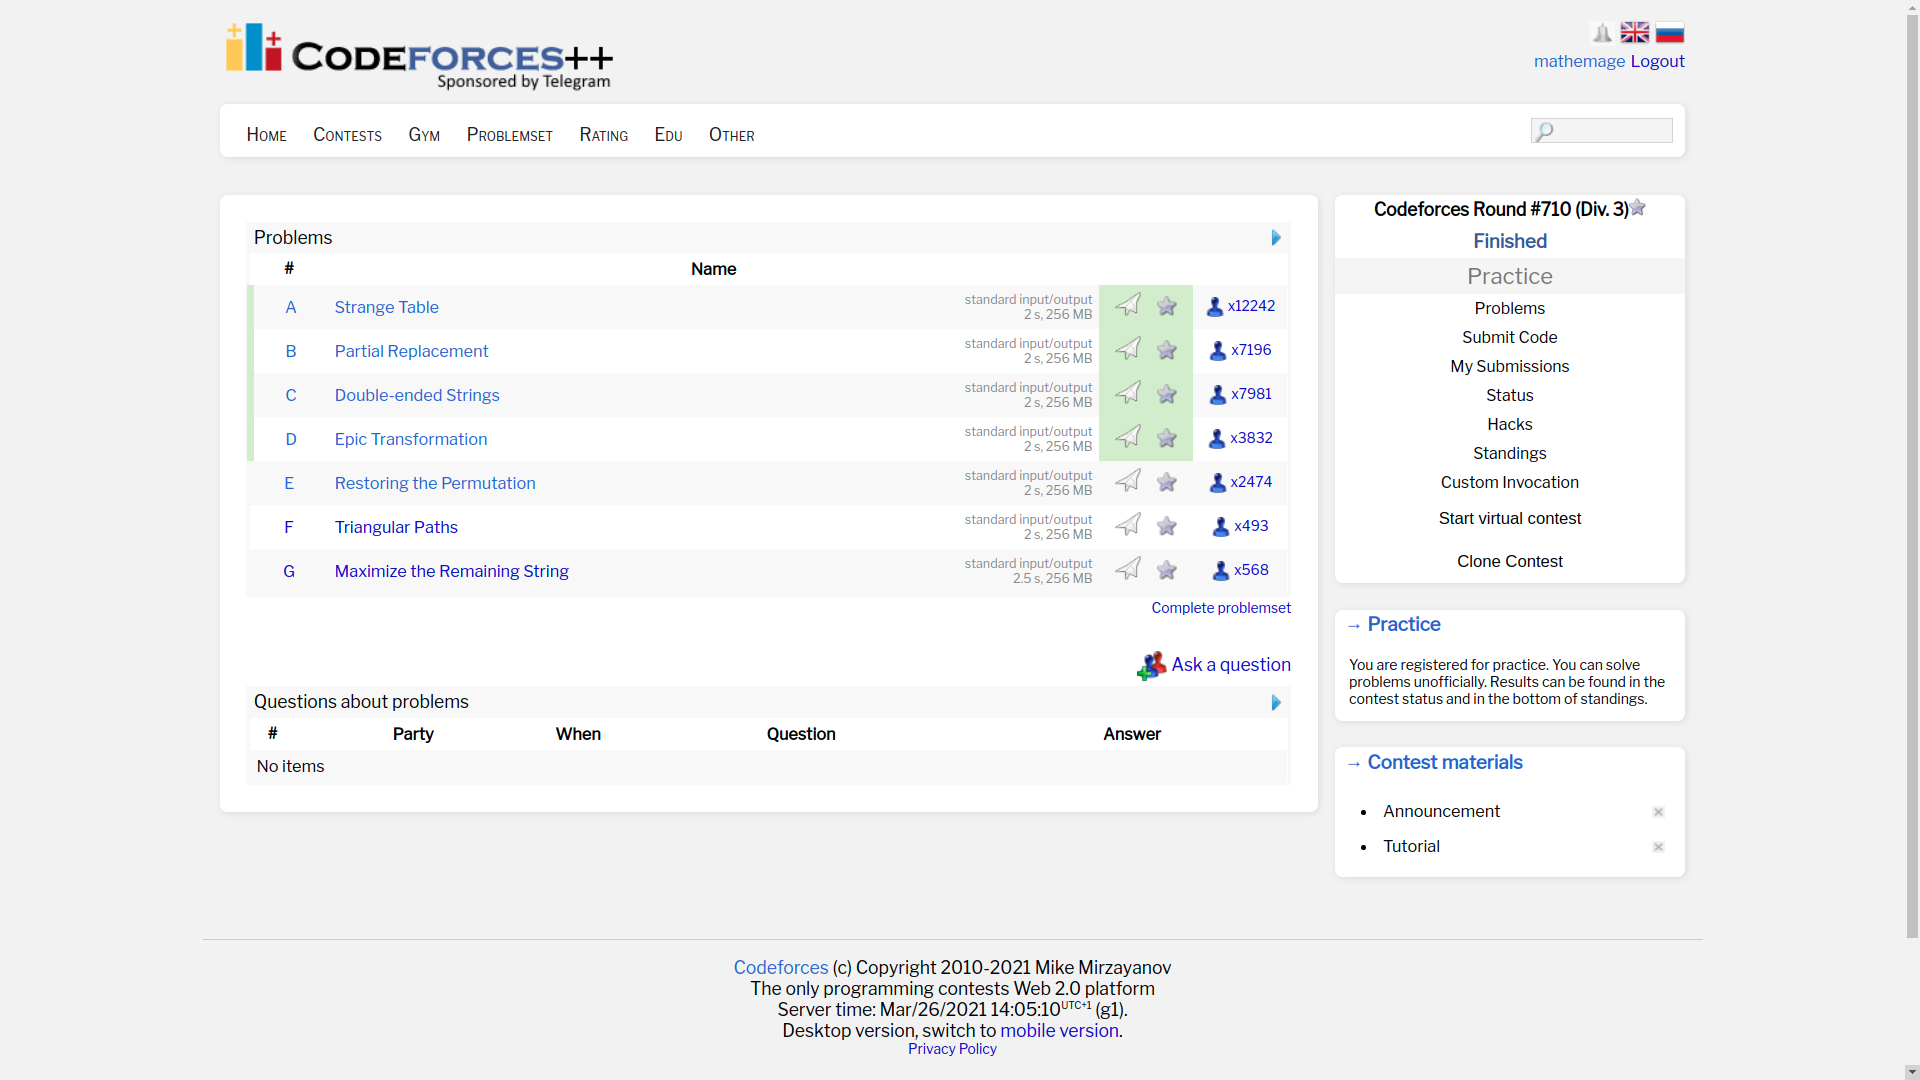 CODEFORCES++
Sponsored by Telegram
mathemage Logout
HOME CONTESTS GYM PROBLEMSET RATING EDU OTHER
Problems
# Name
A Strange Table standard input/output 2 s, 256 MB x12242
B Partial Replacement standard input/output 2 s, 256 MB x7196
C Double-ended Strings standard input/output 2 s, 256 MB x7981
D Epic Transformation standard input/output 2 s, 256 MB x3832
E Restoring the Permutation standard input/output 2 s, 256 MB x2474
F Triangular Paths standard input/output 2 s, 256 MB x493
G Maximize the Remaining String standard input/output 2.5 s, 256 MB x568
Complete problemset
Ask a question
Questions about problems
# Party When Question Answer
No items
Codeforces Round #710 (Div. 3)
Finished
Practice
Problems
Submit Code
My Submissions
Status
Hacks
Standings
Custom Invocation
Start virtual contest
Clone Contest
→ Practice
You are registered for practice. You can solve
problems unofficially. Results can be found in the
contest status and in the bottom of standings.
→ Contest materials
• Announcement
• Tutorial
Codeforces (c) Copyright 2010-2021 Mike Mirzayanov
The only programming contests Web 2.0 platform
Server time: Mar/26/2021 14:05:10 UTC+1 (g1).
Desktop version, switch to mobile version.
Privacy Policy